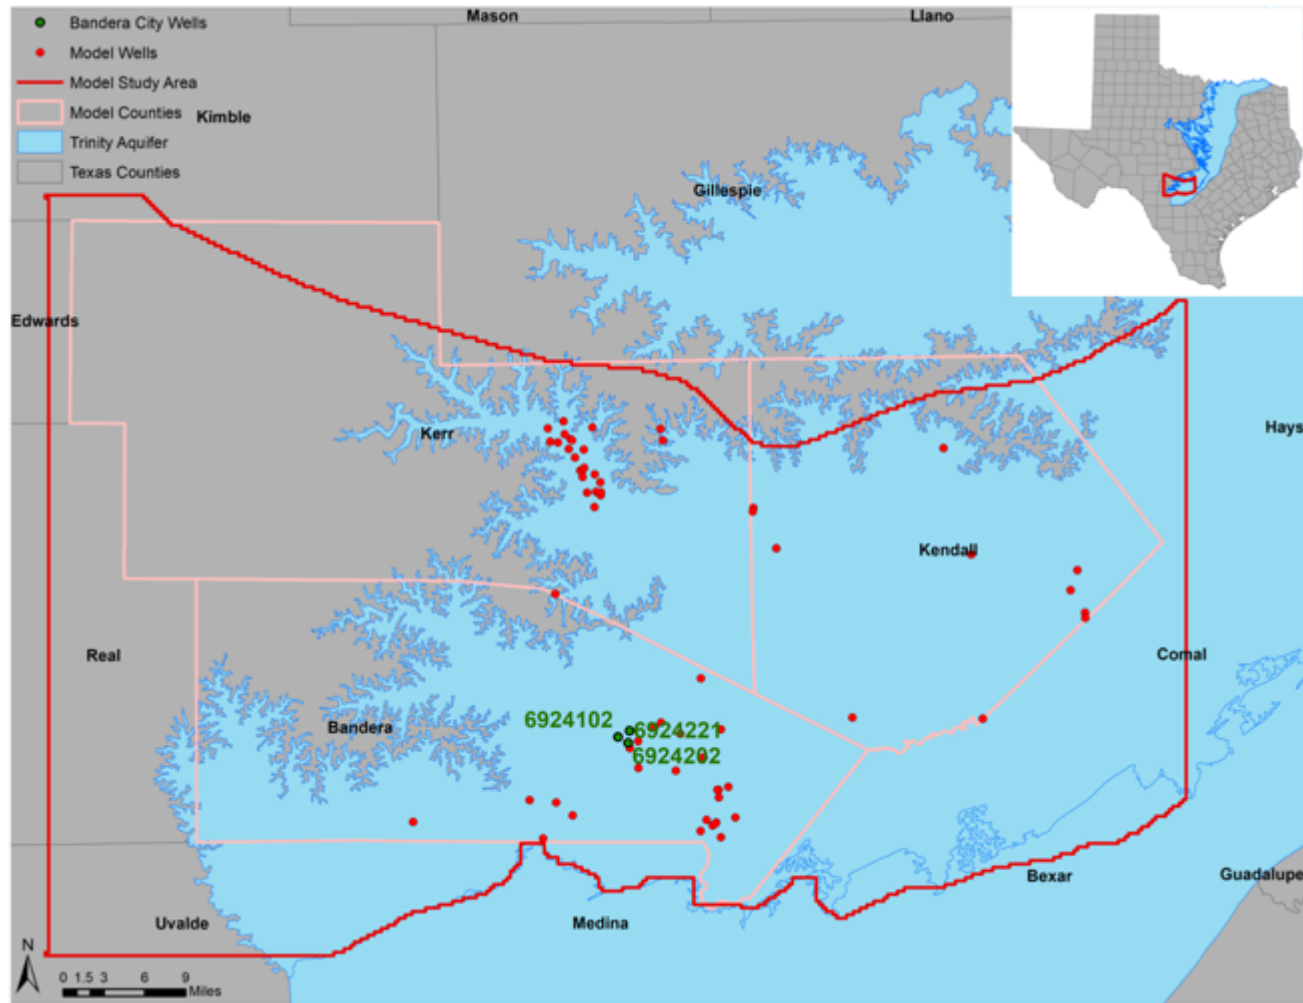 Bandera City Wells
Model Wells
Model Study Area
Model Counties
Trinity Aquifer
Texas Counties
Mason
Llano
Kimble
Gillespie
Edwards
Kerr
Hays
Kendall
Real
Comal
Bandera
6924102
6924221
6924202
Bexar
Guadalupe
Uvalde
Medina
N
0 1.5 3 6 9
Miles